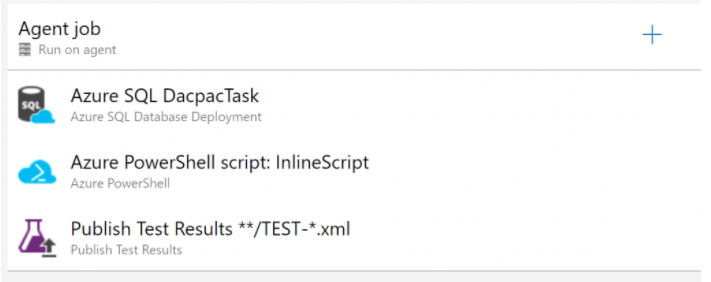 Agent job
+
Run on agent
SQL
Azure SQL DacpacTask
Azure SQL Database Deployment
Azure PowerShell script: InlineScript
Azure PowerShell
Publish Test Results **/TEST-*.xml
Publish Test Results